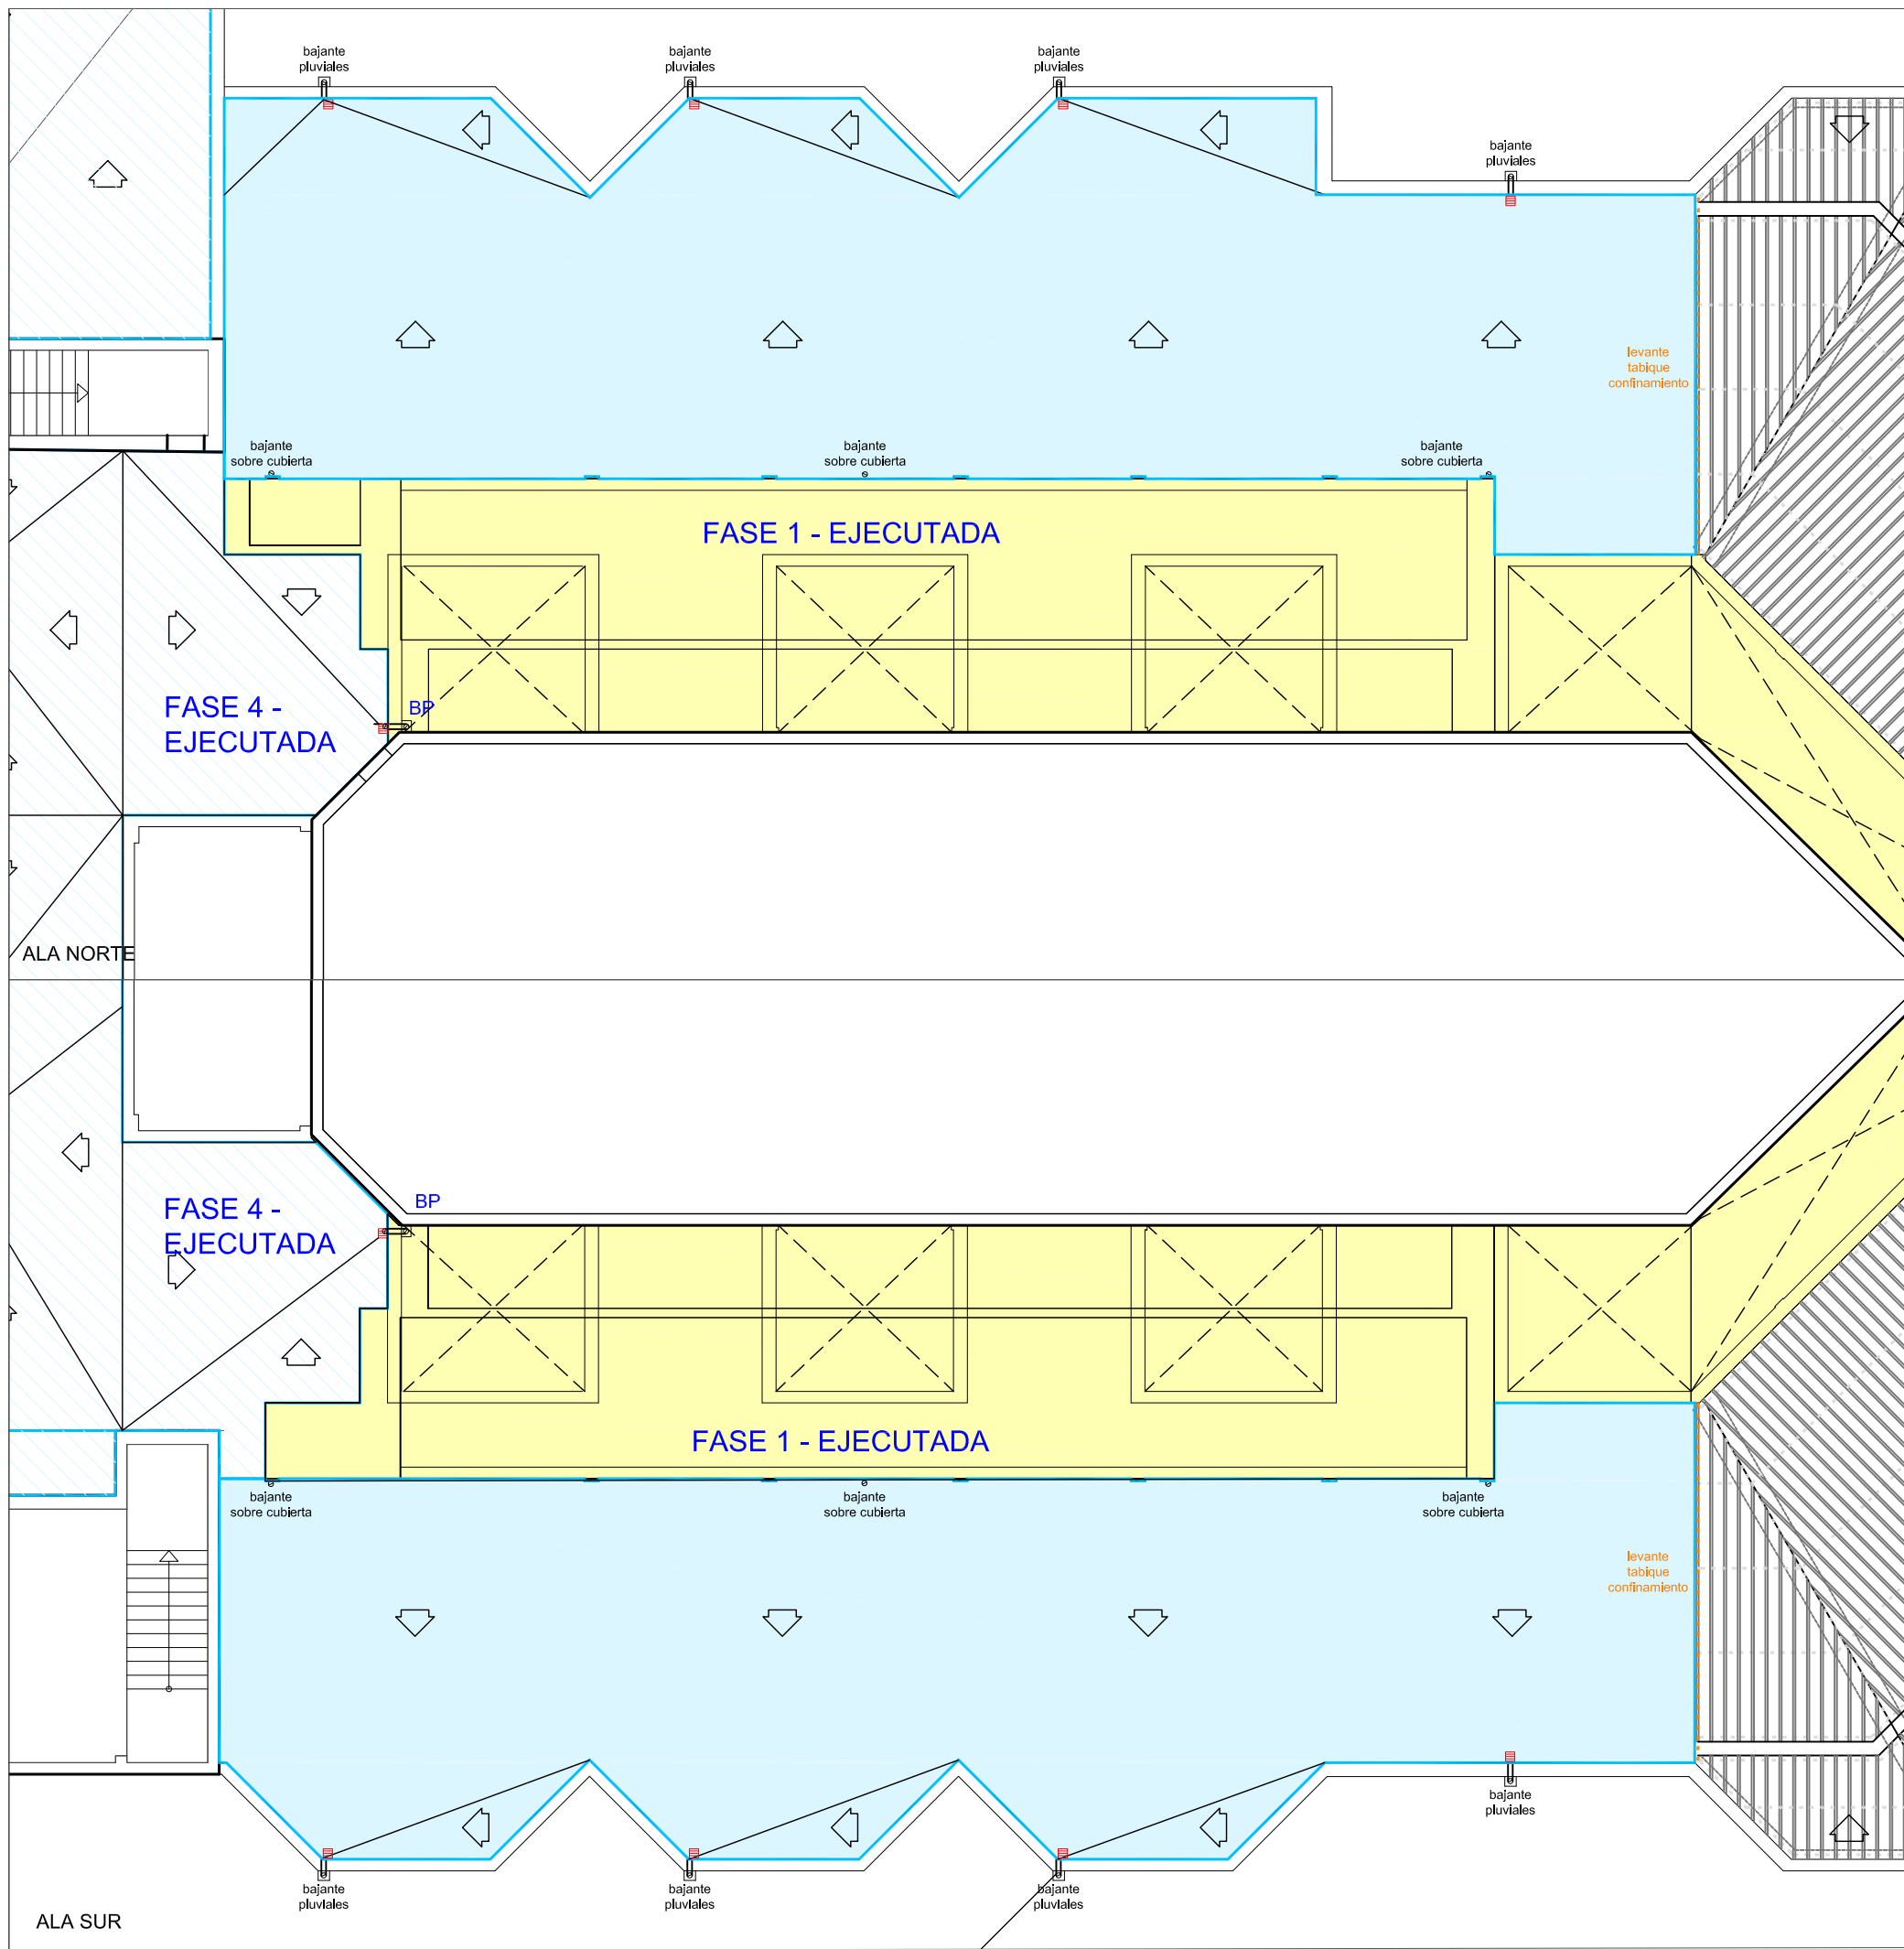 bajante
pluviales
bajante
pluviales
bajante
pluviales
bajante
pluviales
levante
tabique
confinamiento
bajante
sobre cubierta
bajante
sobre cubierta
bajante
sobre cubierta
FASE 1 - EJECUTADA
FASE 4 -
EJECUTADA
BP
ALA NORTE
BP
FASE 4 -
EJECUTADA
FASE 1 - EJECUTADA
bajante
sobre cubierta
bajante
sobre cubierta
bajante
sobre cubierta
levante
tabique
confinamiento
bajante
pluviales
bajante
pluviales
bajante
pluviales
bajante
pluviales
ALA SUR